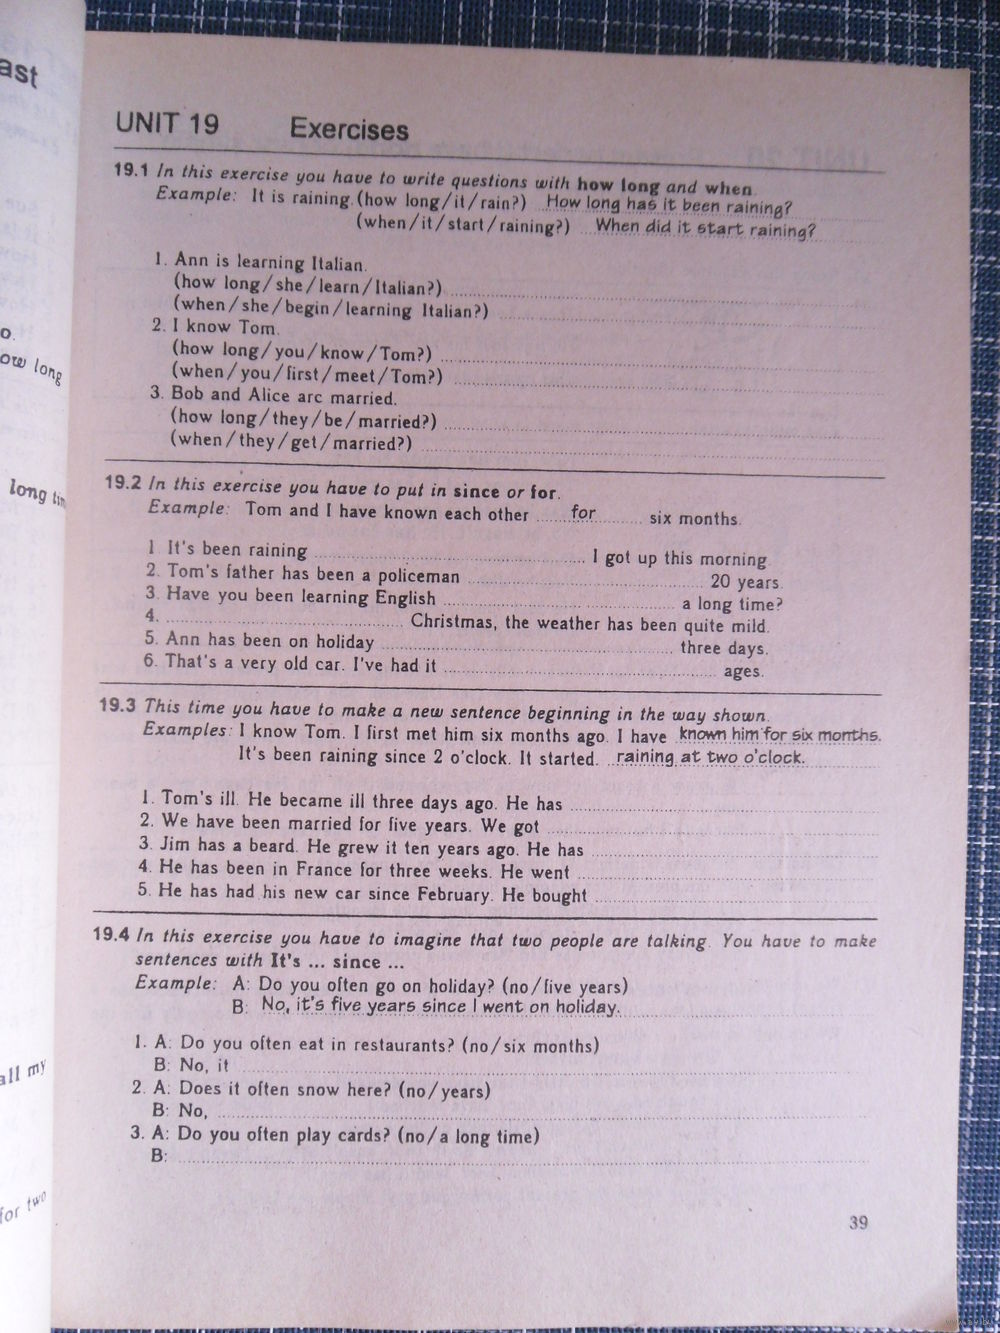 ast
o.
ow long
long
all my
for two
UNIT 19 Exercises
19.1 In this exercise you have to write questions with how long and when.
Example: It is raining. (how long/it/rain?) How long has it been raining?
(when/it/start/raining?) When did it start raining?
1. Ann is learning Italian.
(how long/she/learn/Italian?)
(when/she/begin/learning Italian?)
2. I know Tom.
(how long/you/know/Tom?)
(when/you/first/meet/Tom?)
3. Bob and Alice are married.
(how long/they/be/married?)
(when/they/get/married?)
19.2 In this exercise you have to put in since or for.
Example: Tom and I have known each other ......for........ six months.
1 It's been raining ........ I got up this morning.
2. Tom's father has been a policeman ........ 20 years.
3. Have you been learning English ........ a long time?
4. ........ Christmas, the weather has been quite mild.
5. Ann has been on holiday ........ three days.
6. That's a very old car. I've had it ........ ages.
19.3 This time you have to make a new sentence beginning in the way shown.
Examples: I know Tom. I first met him six months ago. I have known him for six months.
It's been raining since 2 o'clock. It started. raining at two o'clock.
1. Tom's ill. He became ill three days ago. He has
2. We have been married for five years. We got
3. Jim has a beard. He grew it ten years ago. He has
4. He has been in France for three weeks. He went
5. He has had his new car since February. He bought
19.4 In this exercise you have to imagine that two people are talking. You have to make
sentences with It's ... since ...
Example: A: Do you often go on holiday? (no/five years)
B: No, it's five years since I went on holiday.
1. A: Do you often eat in restaurants? (no/six months)
B: No, it
2. A: Does it often snow here? (no/years)
B: No,
3. A: Do you often play cards? (no/a long time)
B:
39